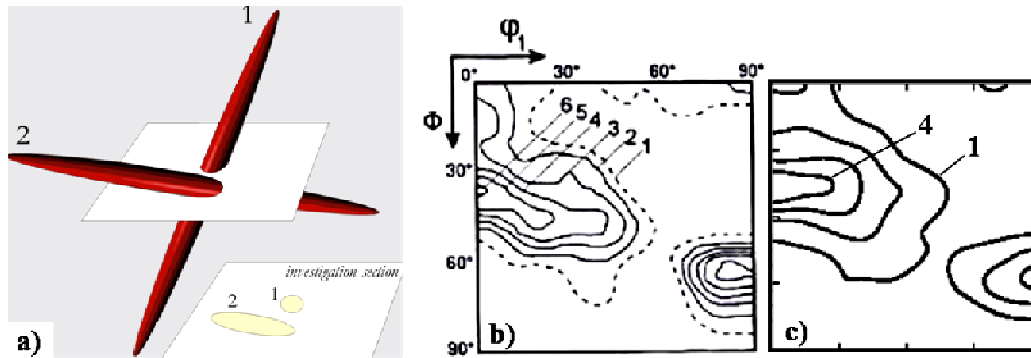 1
2
investigation section
1
2
a)
φ₁
0° 30° 60° 90°
Φ
6 5 4 3 2 1
30°
60°
90°
b)
4 1
c)